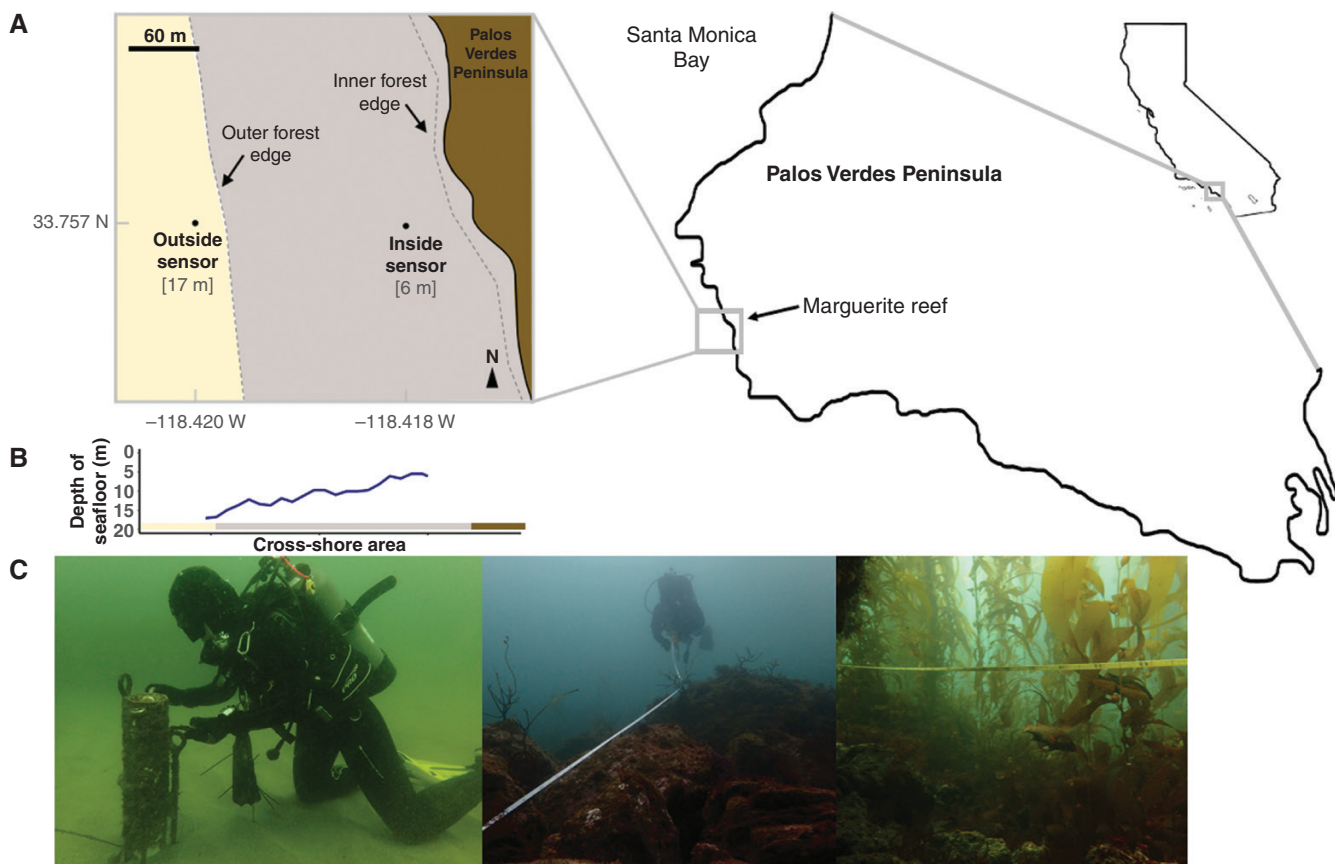 A
60 m
Palos
Verdes
Peninsula
Inner forest
edge
Outer forest
edge
33.757 N
Outside
sensor
[17 m]
Inside
sensor
[6 m]
N
–118.420 W
–118.418 W
Santa Monica
Bay
Palos Verdes Peninsula
Marguerite reef
B
Depth of
seafloor (m)
0
5
10
15
20
Cross-shore area
C